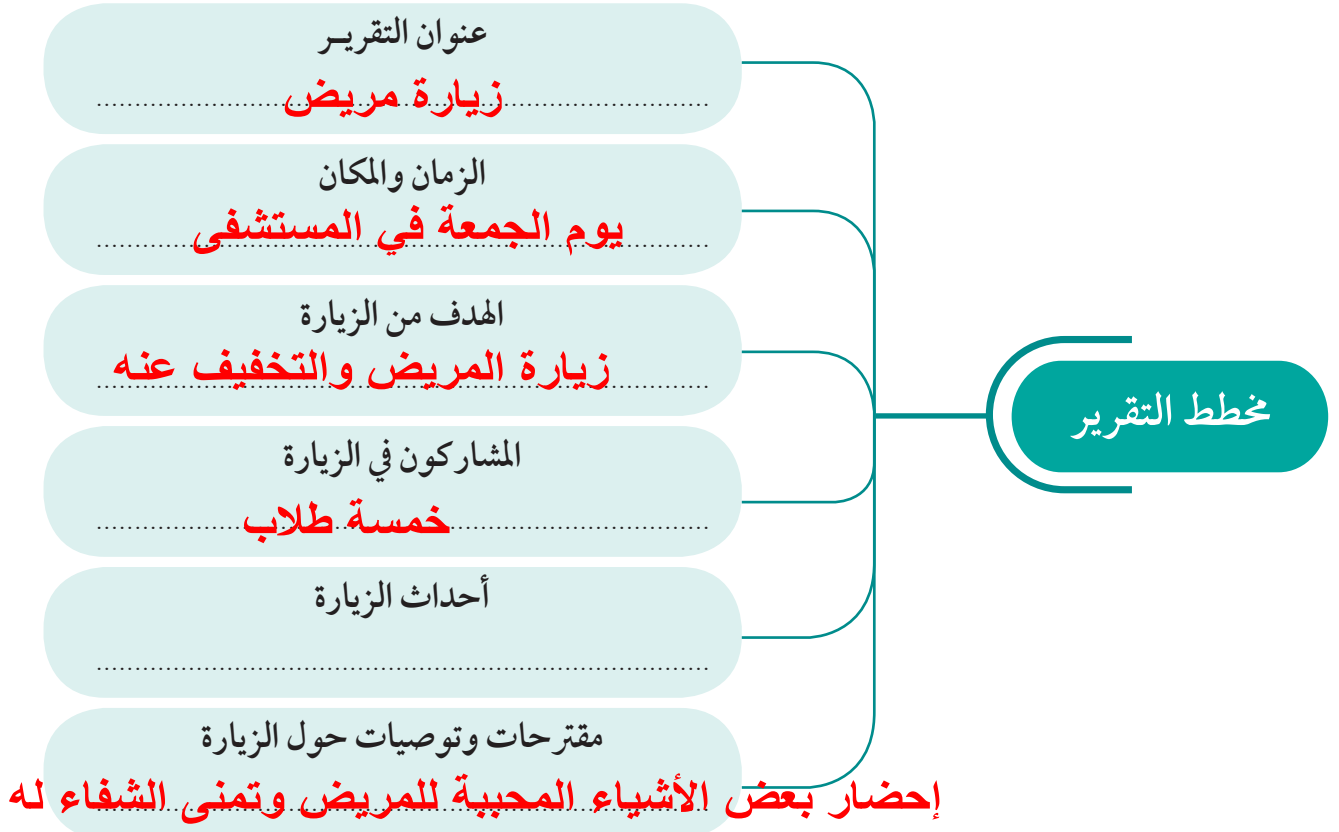 مخطط التقرير
عنوان التقريـر
زيارة مريض
الزمان والمكان
يوم الجمعة في المستشفى
الهدف من الزيارة
زيارة المريض والتخفيف عنه
المشاركون في الزيارة
خمسة طلاب
أحداث الزيارة
مقترحات وتوصيات حول الزيارة
إحضار بعض الأشياء المحببة للمريض وتمنى الشفاء له